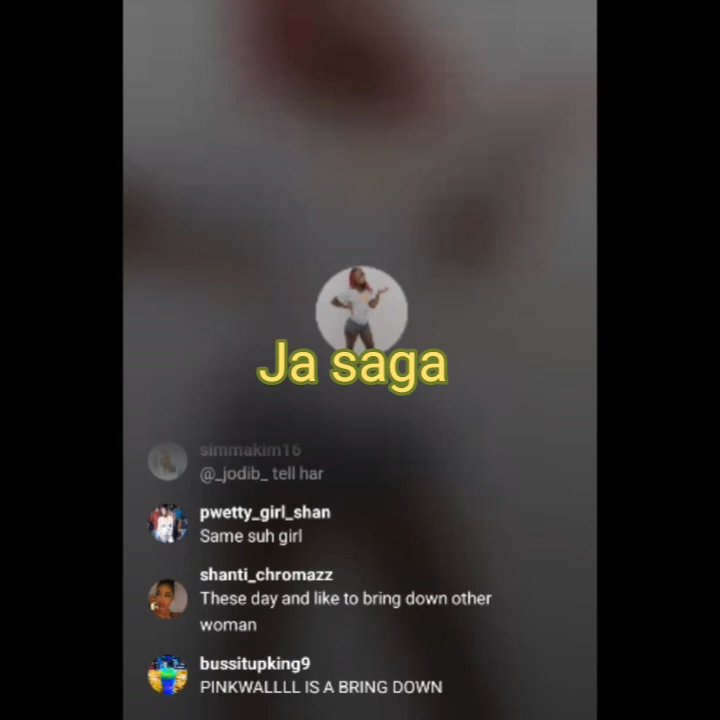 Ja saga
simmakim16
@_jodib_ tell har
pwetty_girl_shan
Same suh girl
shanti_chromazz
These day and like to bring down other
woman
bussitupking9
PINKWALLLL IS A BRING DOWN